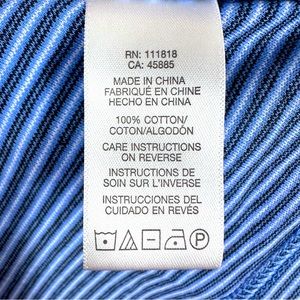 RN: 111818
CA: 45885
MADE IN CHINA
FABRIQUÉ EN CHINE
HECHO EN CHINA
100% COTTON/
COTON/ALGODÓN
CARE INSTRUCTIONS
ON REVERSE
INSTRUCTIONS DE
SOIN SUR L'INVERSE
INSTRUCCIONES DEL
CUIDADO EN REVÉS